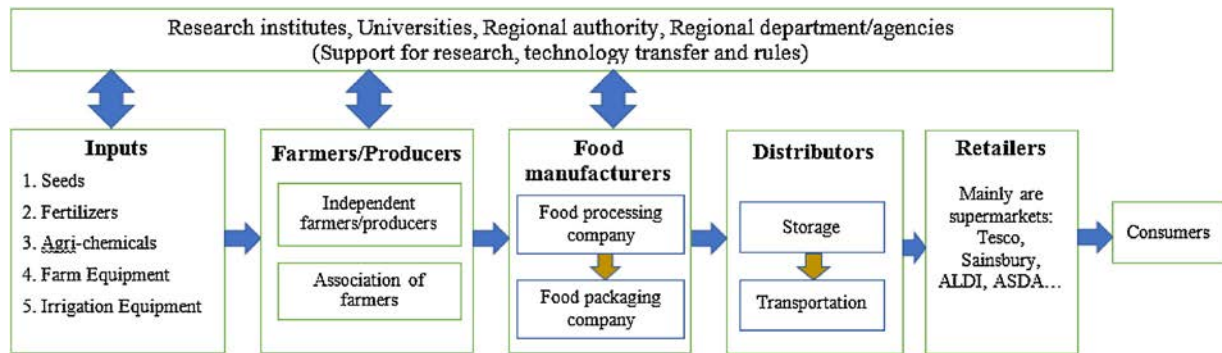 Research institutes, Universities, Regional authority, Regional department/agencies
(Support for research, technology transfer and rules)
Inputs
1. Seeds
2. Fertilizers
3. Agri-chemicals
4. Farm Equipment
5. Irrigation Equipment
Farmers/Producers
Independent
farmers/producers
Association of
farmers
Food
manufacturers
Food processing
company
Food packaging
company
Distributors
Storage
Transportation
Retailers
Mainly are
supermarkets:
Tesco,
Sainsbury,
ALDI, ASDA...
Consumers